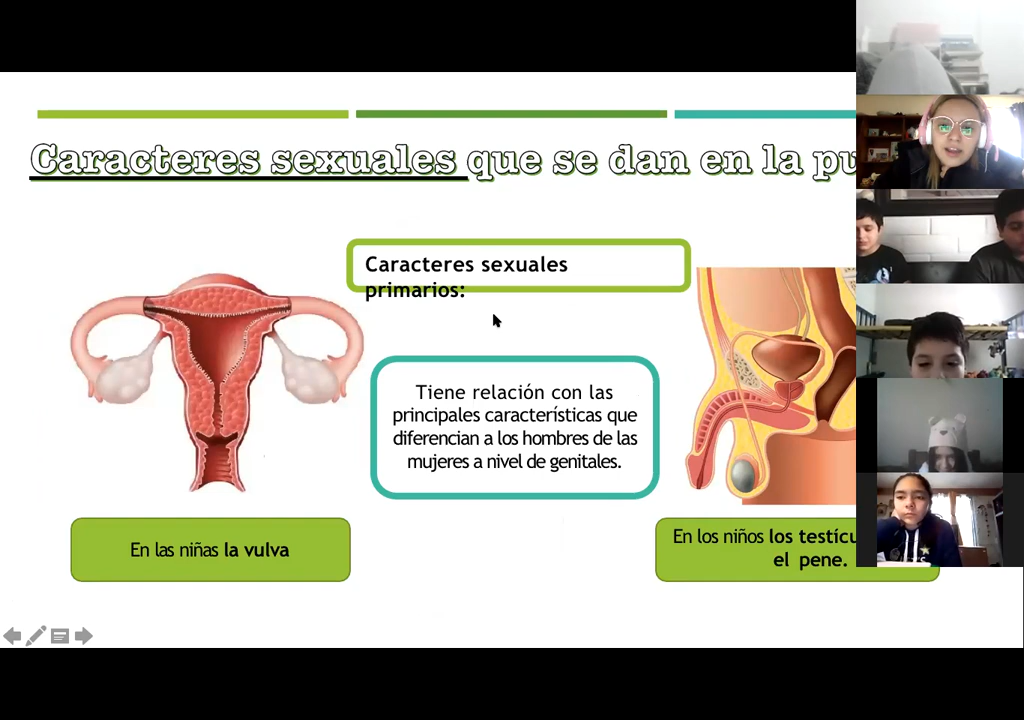 Caracteres sexuales que se dan en la pu
Caracteres sexuales
primarios:
Tiene relación con las
principales características que
diferencian a los hombres de las
mujeres a nivel de genitales.
En las niñas la vulva
En los niños los testícu
el pene.